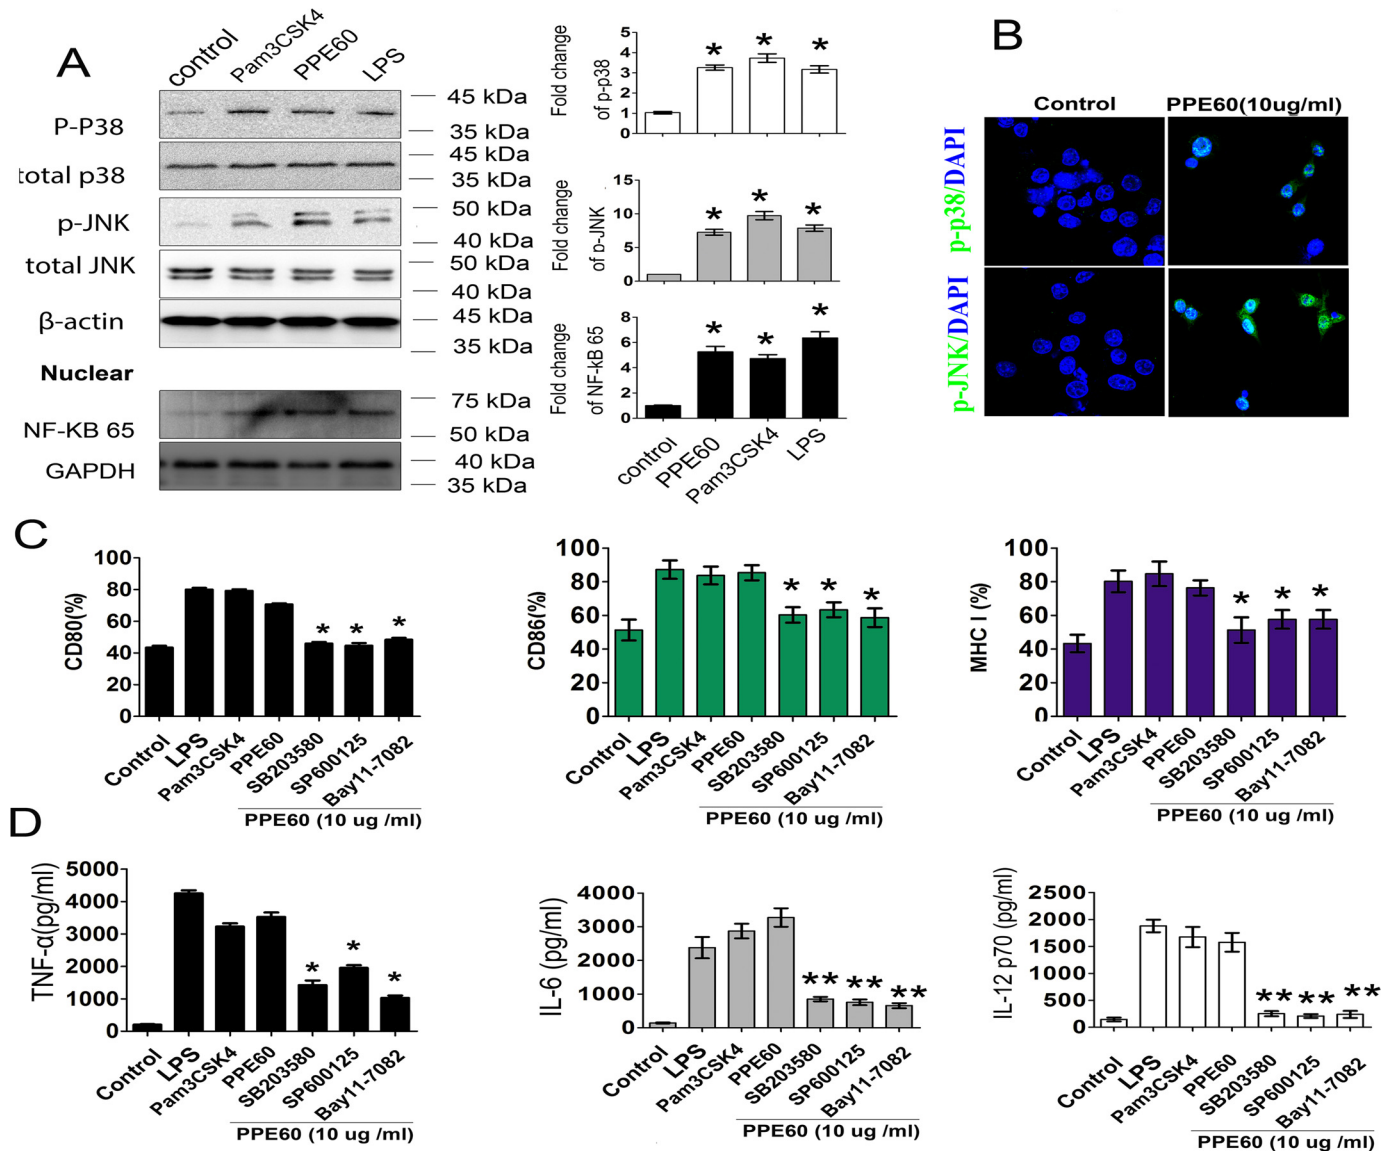 A
control
Pam3CSK4
PPE60
LPS
P-P38
45 kDa
35 kDa
total p38
45 kDa
35 kDa
p-JNK
50 kDa
40 kDa
total JNK
50 kDa
40 kDa
β-actin
45 kDa
35 kDa
Nuclear
NF-KB 65
75 kDa
50 kDa
GAPDH
40 kDa
35 kDa
Fold change
of p-p38
5
4
3
2
1
0
* * *
Fold change
of p-JNK
15
10
5
0
* * *
Fold change
of NF-kB 65
8
6
4
2
0
* * *
control
PPE60
Pam3CSK4
LPS
B
Control
PPE60(10ug/ml)
p-p38/DAPI
p-JNK/DAPI
C
CD80(%)
100
80
60
40
20
0
* * *
Control
LPS
Pam3CSK4
PPE60
SB203580
SP600125
Bay11-7082
PPE60 (10 ug /ml)
CD86(%)
100
80
60
40
20
0
* * *
Control
LPS
Pam3CSK4
PPE60
SB203580
SP600125
Bay11-7082
PPE60 (10 ug /ml)
MHC I (%)
100
80
60
40
20
0
* * *
Control
LPS
Pam3CSK4
PPE60
SB203580
SP600125
Bay11-7082
PPE60 (10 ug /ml)
D
TNF-α(pg/ml)
5000
4000
3000
2000
1000
0
* * *
Control
LPS
Pam3CSK4
PPE60
SB203580
SP600125
Bay11-7082
PPE60 (10 ug /ml)
IL-6 (pg/ml)
4000
3000
2000
1000
0
** ** **
Control
LPS
Pam3CSK4
PPE60
SB203580
SP600125
Bay11-7082
PPE60 (10 ug /ml)
IL-12 p70 (pg/ml)
2500
2000
1500
1000
500
0
** ** **
Control
LPS
Pam3CSK4
PPE60
SB203580
SP600125
Bay11-7082
PPE60 (10 ug /ml)